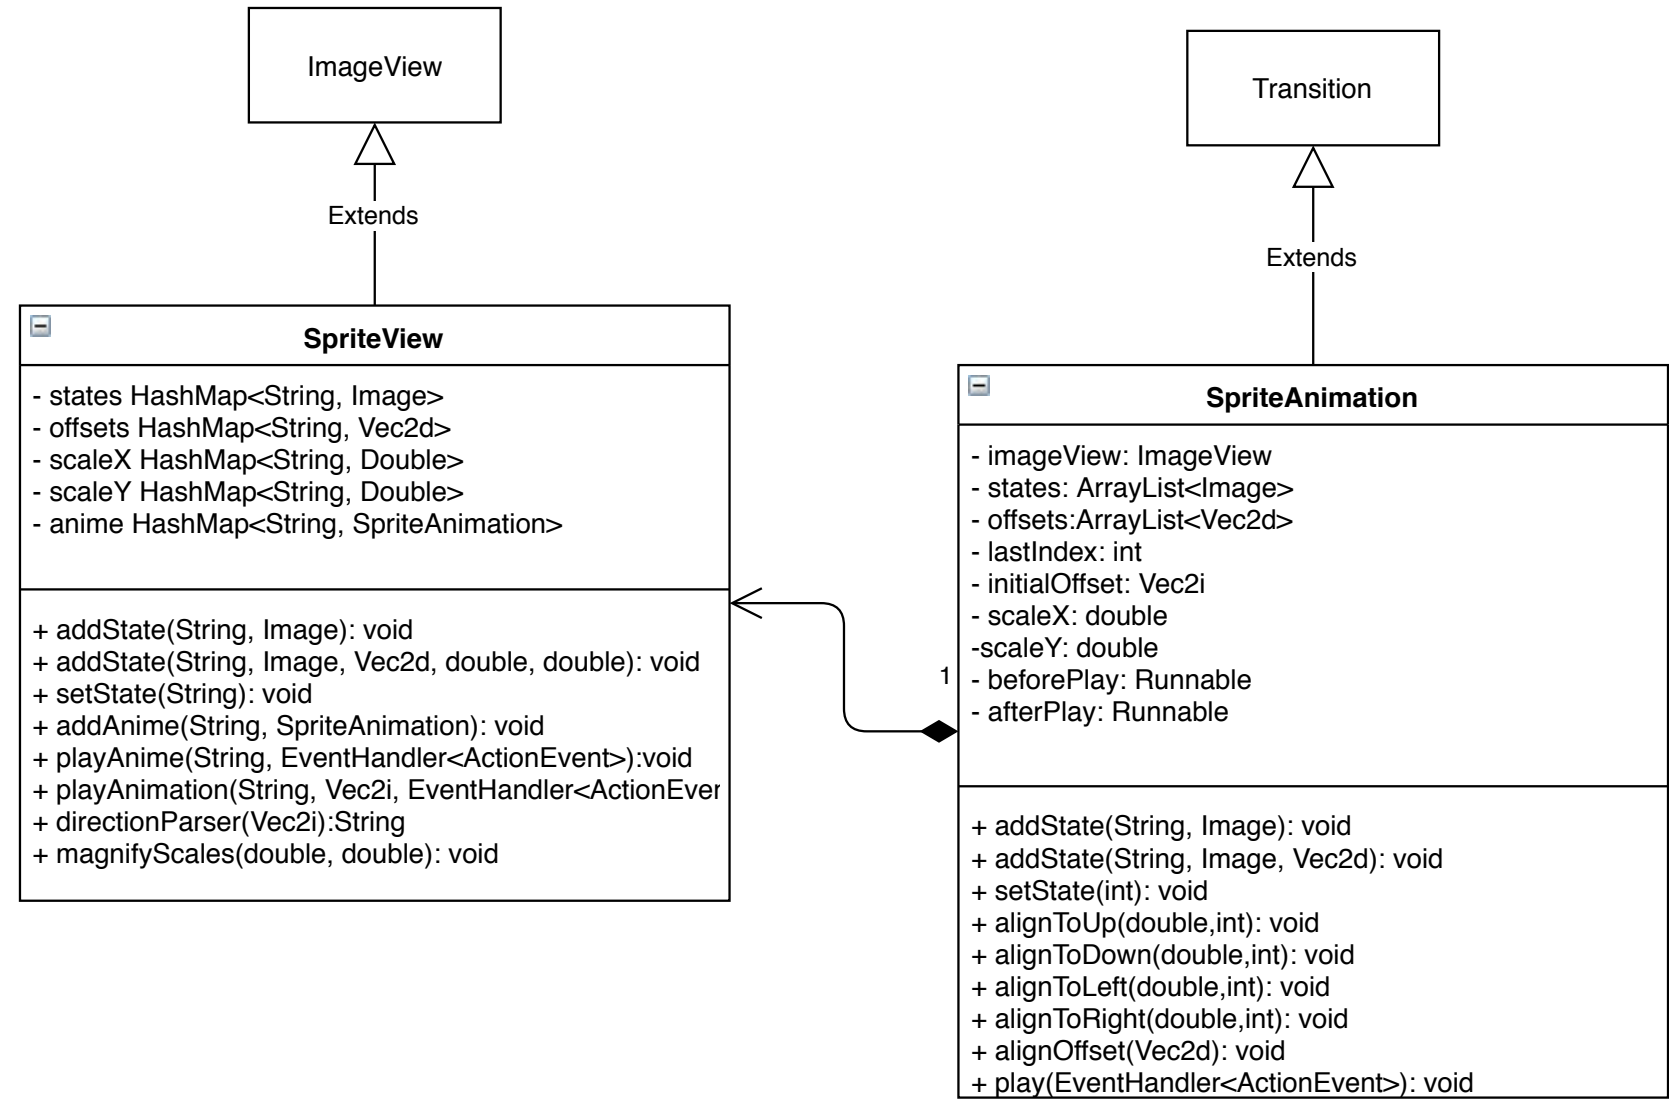 ImageView
Extends
SpriteView
- states HashMap<String, Image>
- offsets HashMap<String, Vec2d>
- scaleX HashMap<String, Double>
- scaleY HashMap<String, Double>
- anime HashMap<String, SpriteAnimation>
+ addState(String, Image): void
+ addState(String, Image, Vec2d, double, double): void
+ setState(String): void
+ addAnime(String, SpriteAnimation): void
+ playAnime(String, EventHandler<ActionEvent>):void
+ playAnimation(String, Vec2i, EventHandler<ActionEver
+ directionParser(Vec2i):String
+ magnifyScales(double, double): void
1
Transition
Extends
SpriteAnimation
- imageView: ImageView
- states: ArrayList<Image>
- offsets:ArrayList<Vec2d>
- lastIndex: int
- initialOffset: Vec2i
- scaleX: double
-scaleY: double
- beforePlay: Runnable
- afterPlay: Runnable
+ addState(String, Image): void
+ addState(String, Image, Vec2d): void
+ setState(int): void
+ alignToUp(double,int): void
+ alignToDown(double,int): void
+ alignToLeft(double,int): void
+ alignToRight(double,int): void
+ alignOffset(Vec2d): void
+ play(EventHandler<ActionEvent>): void